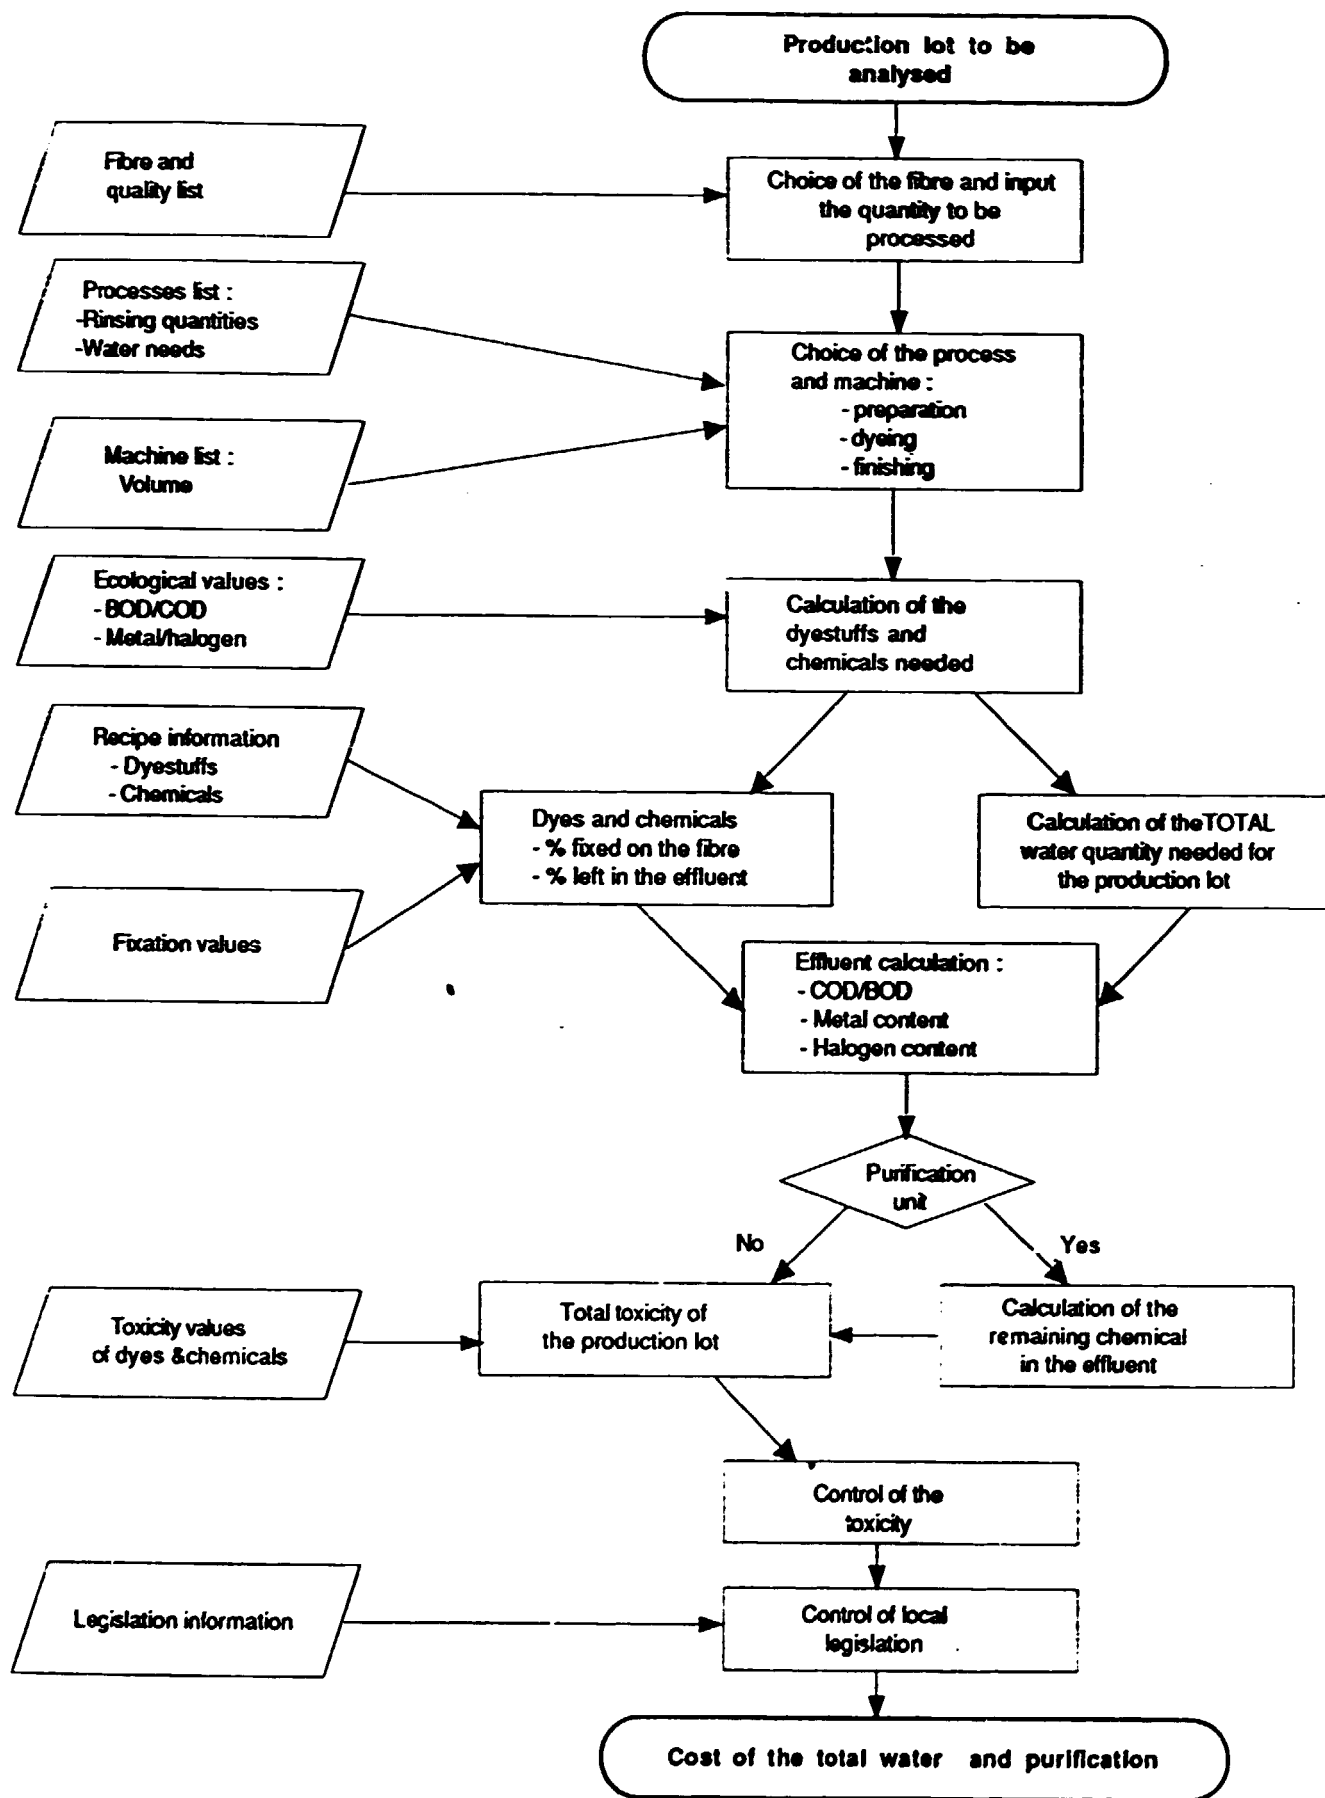 Production lot to be
analysed
Fibre and
quality list
Choice of the fibre and input
the quantity to be
processed
Processes list :
-Rinsing quantities
-Water needs
Choice of the process
and machine :
- preparation
- dyeing
- finishing
Machine list :
Volume
Ecological values :
- BOD/COD
- Metal/halogen
Calculation of the
dyestuffs and
chemicals needed
Recipe information
- Dyestuffs
- Chemicals
Dyes and chemicals
- % fixed on the fibre
- % left in the effluent
Calculation of the TOTAL
water quantity needed for
the production lot
Fixation values
Effluent calculation :
- COD/BOD
- Metal content
- Halogen content
Purification
unit
No
Yes
Toxicity values
of dyes &chemicals
Total toxicity of
the production lot
Calculation of the
remaining chemical
in the effluent
Control of the
toxicity
Legislation information
Control of local
legislation
Cost of the total water and purification